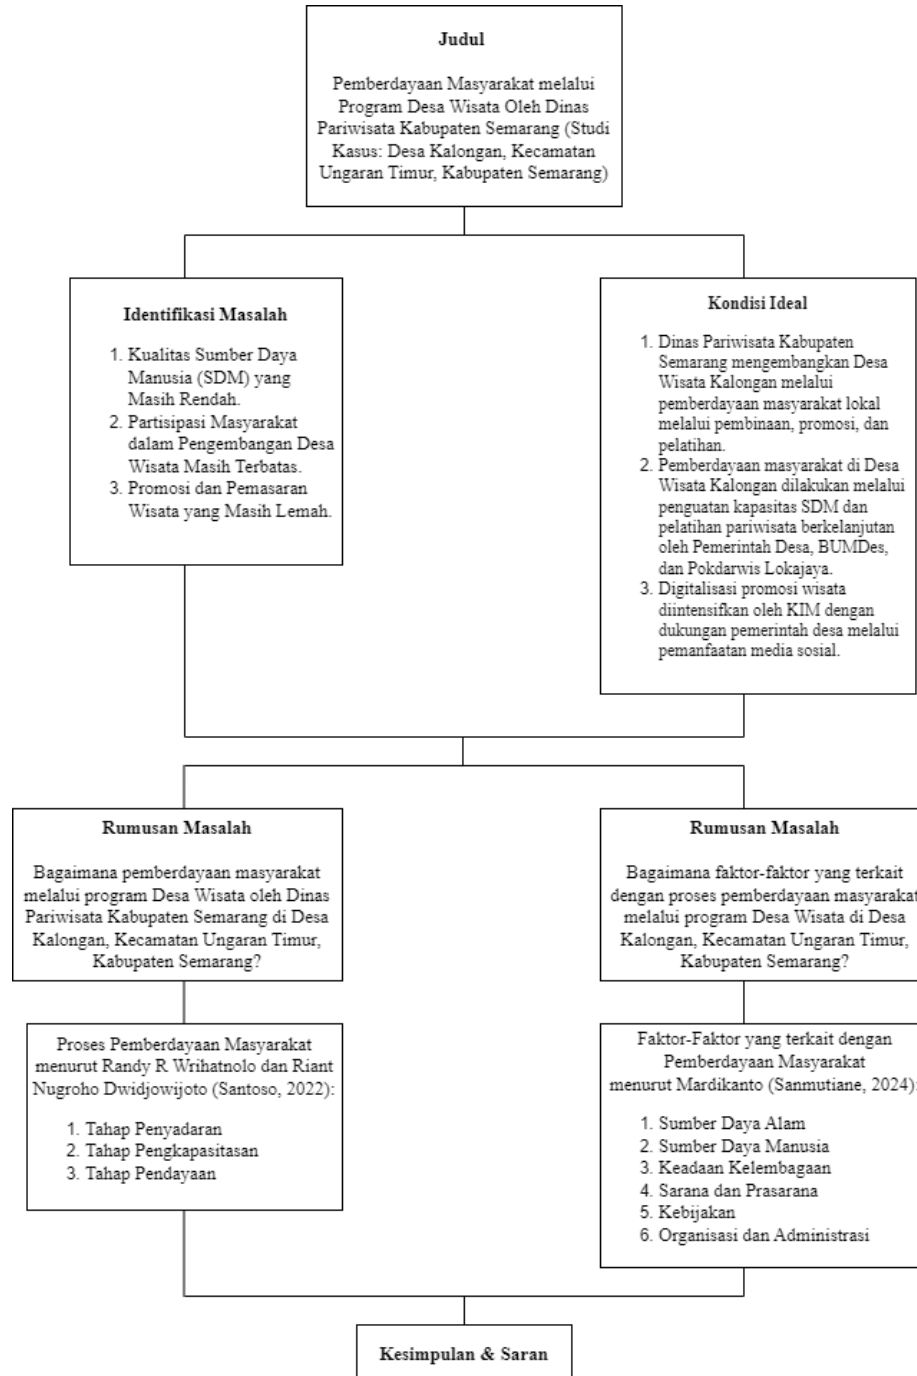 Judul
Pemberdayaan Masyarakat melalui
Program Desa Wisata Oleh Dinas
Pariwisata Kabupaten Semarang (Studi
Kasus: Desa Kalongan, Kecamatan
Ungaran Timur, Kabupaten Semarang)
Identifikasi Masalah
1. Kualitas Sumber Daya
Manusia (SDM) yang
Masih Rendah.
2. Partisipasi Masyarakat
dalam Pengembangan Desa
Wisata Masih Terbatas.
3. Promosi dan Pemasaran
Wisata yang Masih Lemah.
Kondisi Ideal
1. Dinas Pariwisata Kabupaten
Semarang mengembangkan Desa
Wisata Kalongan melalui
pemberdayaan masyarakat lokal
melalui pembinaan, promosi, dan
pelatihan.
2. Pemberdayaan masyarakat di Desa
Wisata Kalongan dilakukan melalui
penguatan kapasitas SDM dan
pelatihan pariwisata berkelanjutan
oleh Pemerintah Desa, BUMDes,
dan Pokdarwis Lokajaya.
3. Digitalisasi promosi wisata
diintensifkan oleh KIM dengan
dukungan pemerintah desa melalui
pemanfaatan media sosial.
Rumusan Masalah
Bagaimana pemberdayaan masyarakat
melalui program Desa Wisata oleh Dinas
Pariwisata Kabupaten Semarang di Desa
Kalongan, Kecamatan Ungaran Timur,
Kabupaten Semarang?
Rumusan Masalah
Bagaimana faktor-faktor yang terkait
dengan proses pemberdayaan masyarakat
melalui program Desa Wisata di Desa
Kalongan, Kecamatan Ungaran Timur,
Kabupaten Semarang?
Proses Pemberdayaan Masyarakat
menurut Randy R Wrihatnolo dan Riant
Nugroho Dwidjowijoto (Santoso, 2022):
1. Tahap Penyadaran
2. Tahap Pengkapasitasan
3. Tahap Pendayaan
Faktor-Faktor yang terkait dengan
Pemberdayaan Masyarakat
menurut Mardikanto (Sanmutiane, 2024):
1. Sumber Daya Alam
2. Sumber Daya Manusia
3. Keadaan Kelembagaan
4. Sarana dan Prasarana
5. Kebijakan
6. Organisasi dan Administrasi
Kesimpulan & Saran